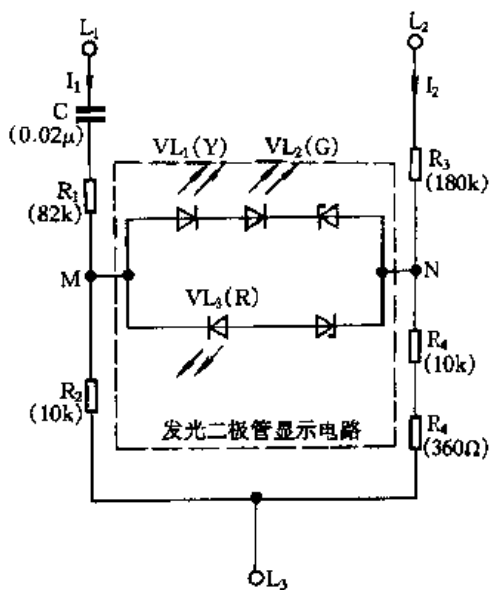 L₁
L₂
I₁
I₂
C
(0.02μ)
VL₁(Y)
VL₂(G)
R₁
(82k)
R₃
(180k)
M
N
VL₃(R)
R₂
(10k)
R₄
(10k)
R₄
(360Ω)
发光二极管显示电路
L₃